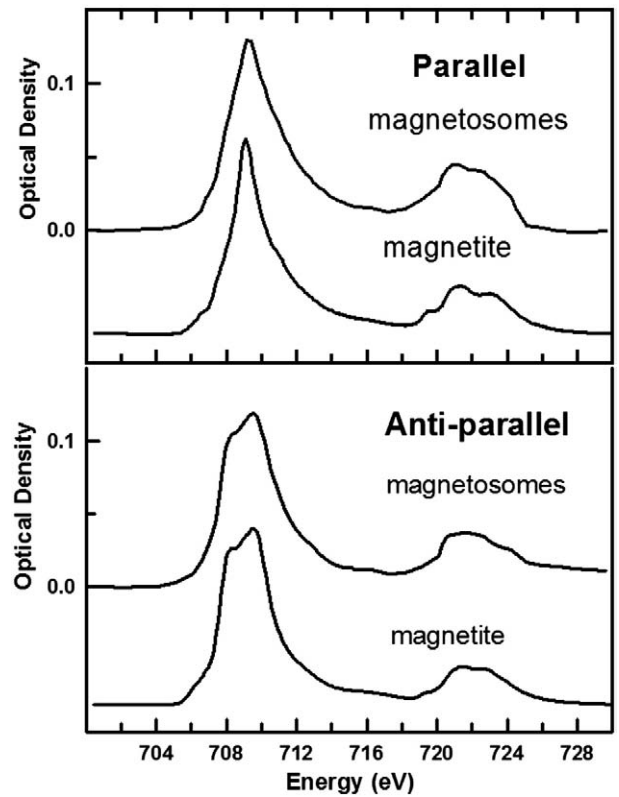 Parallel
magnetosomes
magnetite
0.1
0.0
Optical Density
Anti-parallel
magnetosomes
magnetite
0.1
0.0
Optical Density
704 708 712 716 720 724 728
Energy (eV)